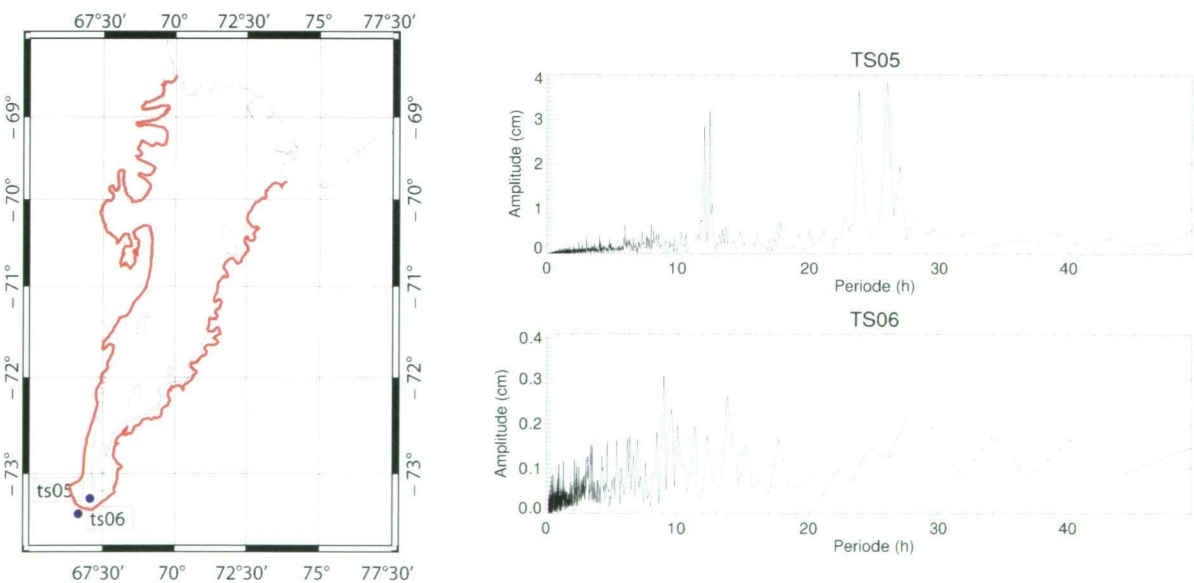 67°30′ 70° 72°30′ 75° 77°30′
− 69° − 69°
− 70° − 70°
− 71° − 71°
− 72° − 72°
− 73° − 73°
ts05
ts06
67°30′ 70° 72°30′ 75° 77°30′
TS05
Amplitude (cm)
4
3
2
1
0
0 10 20 30 40
Periode (h)
TS06
Amplitude (cm)
0.4
0.3
0.2
0.1
0.0
0 10 20 30 40
Periode (h)